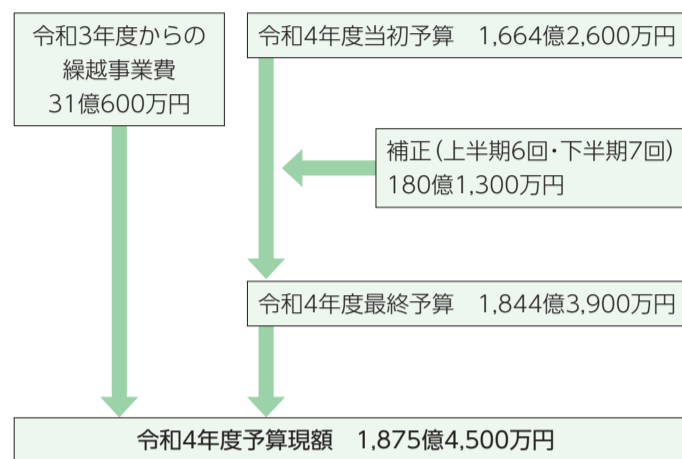 令和3年度からの
繰越事業費
31億600万円
令和4年度当初予算　1,664億2,600万円
補正（上半期6回・下半期7回）
180億1,300万円
令和4年度最終予算　1,844億3,900万円
令和4年度予算現額　1,875億4,500万円